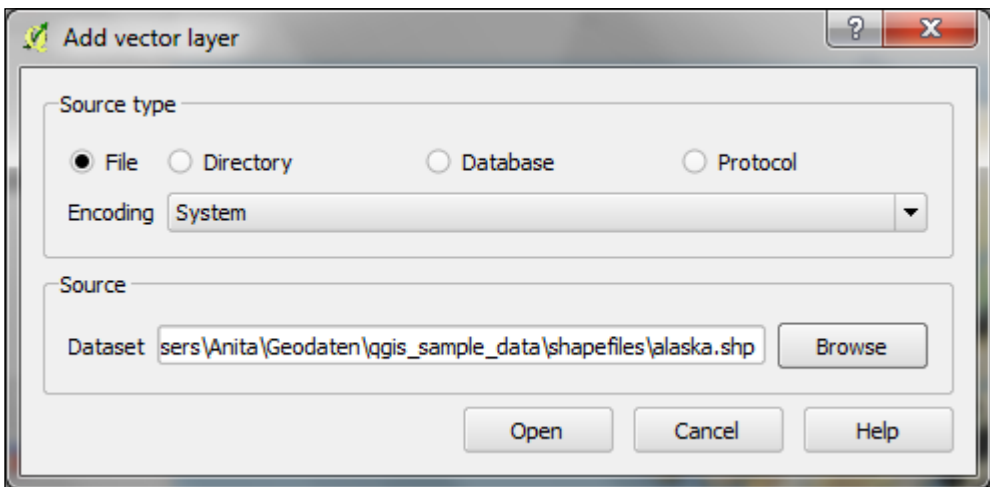 Add vector layer
Source type
File Directory Database Protocol
Encoding System
Source
Dataset sers\Anita\Geodaten\qgis_sample_data\shapefiles\alaska.shp Browse
Open Cancel Help